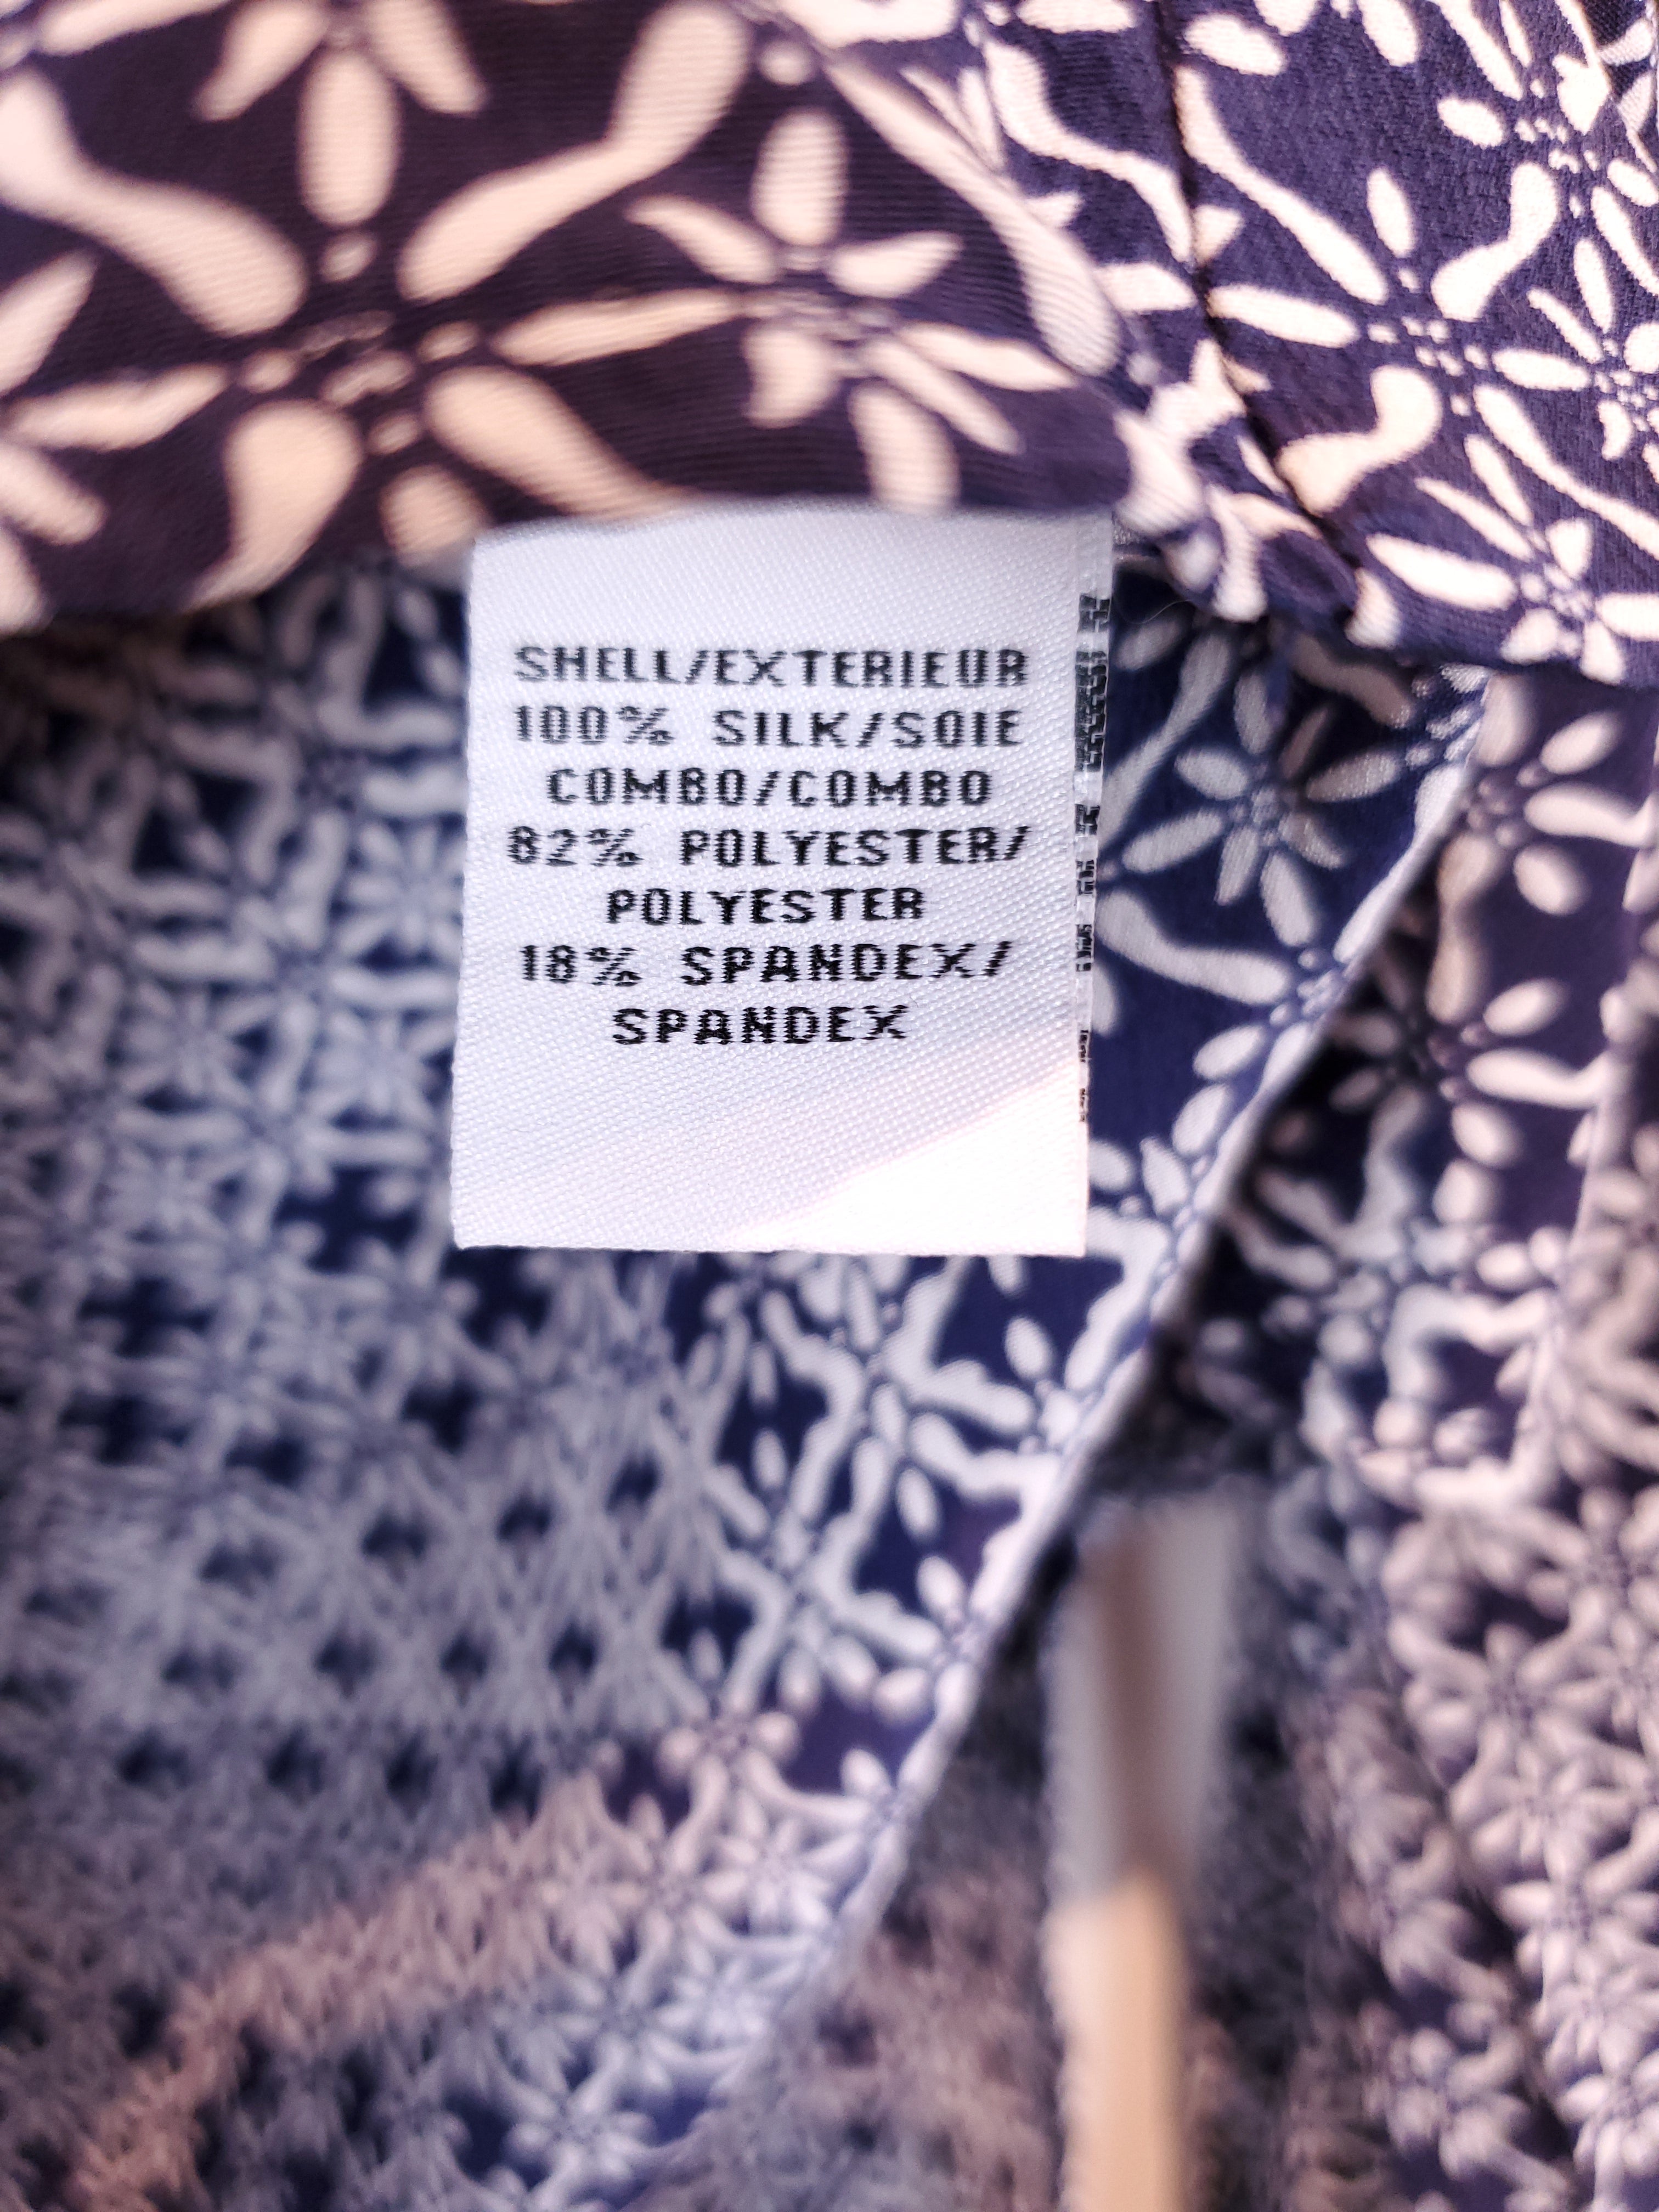 SHELL/EXTERIEUR
100% SILK/SOIE
COMBO/COMBO
82% POLYESTER/
POLYESTER
18% SPANDEX/
SPANDEX